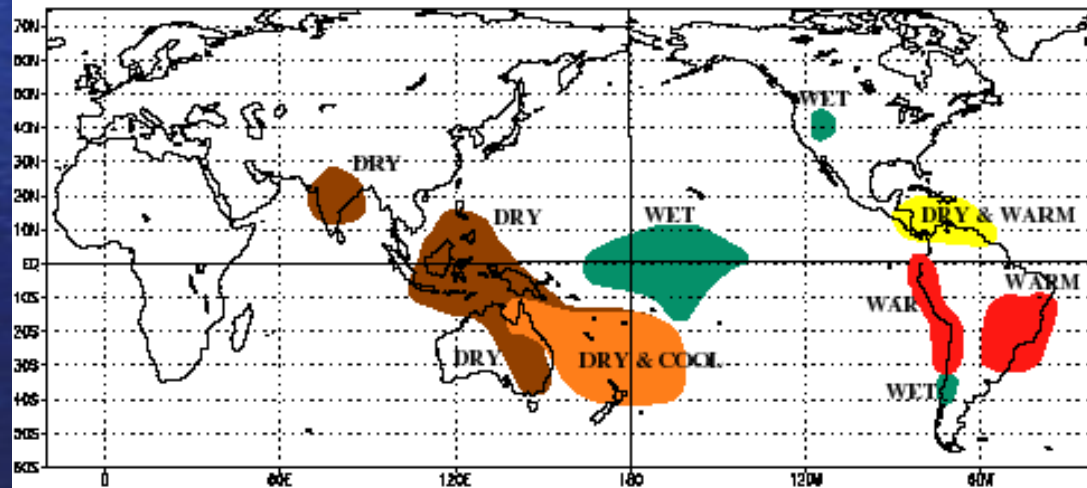 70N
60N
50N
40N
30N
20N
10N
EQ
10S
20S
30S
40S
50S
60S
0
60E
120E
180
120W
60W
WET
DRY
DRY
WET
DRY & WARM
WARM
WAR
DRY
DRY & COOL
WET